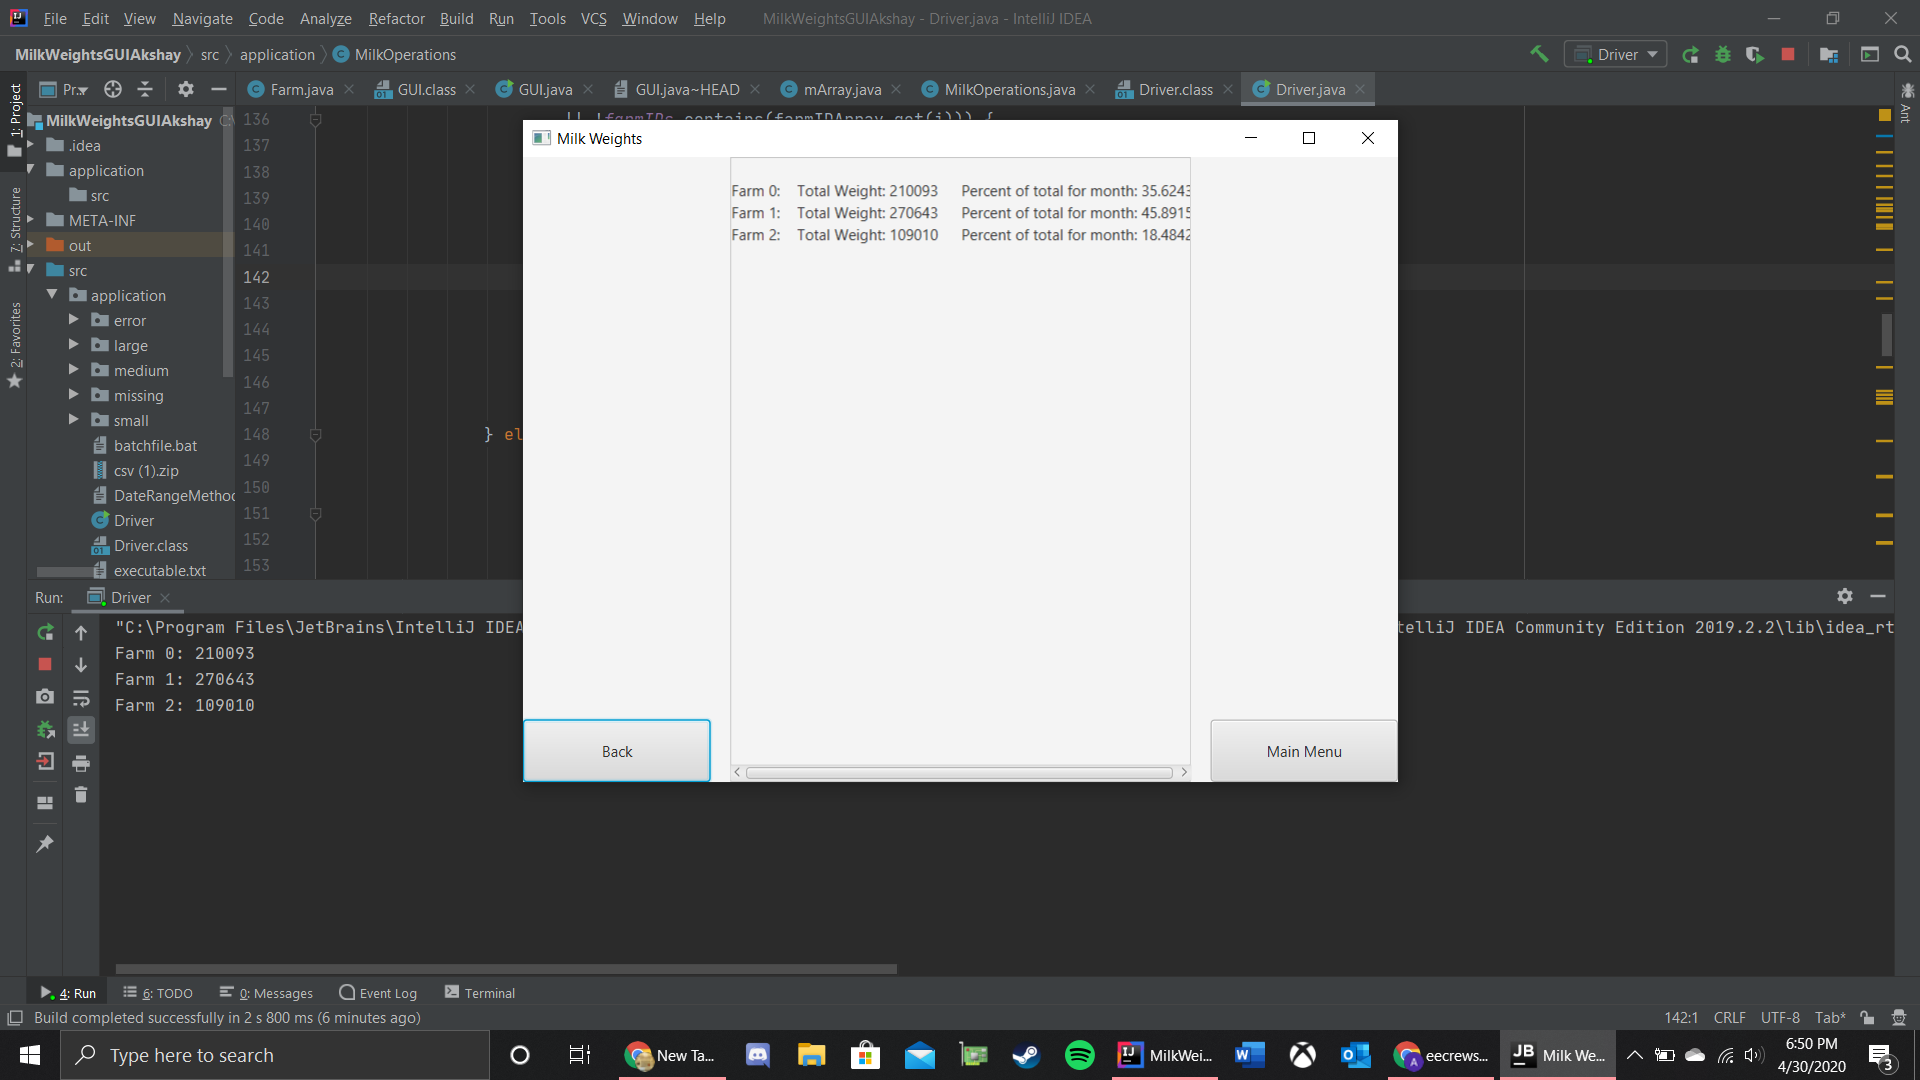 File Edit View Navigate Code Analyze Refactor Build Run Tools VCS Window Help MilkWeightsGUIAkshay - Driver.java - IntelliJ IDEA
MilkWeightsGUIAkshay src application MilkOperations Driver
Pr... Farm.java GUI.class GUI.java GUI.java~HEAD mArray.java MilkOperations.java Driver.class Driver.java
1: Project
7: Structure
2: Favorites
Ant
MilkWeightsGUIAkshay
.idea
application
src
META-INF
out
src
application
error
large
medium
missing
small
batchfile.bat
csv (1).zip
DateRangeMethod
Driver
Driver.class
executable.txt
136
137
138
139
140
141
142
143
144
145
146
147
148 } el
149
150
151
152
153
Milk Weights
Farm 0: Total Weight: 210093 Percent of total for month: 35.6243
Farm 1: Total Weight: 270643 Percent of total for month: 45.8915
Farm 2: Total Weight: 109010 Percent of total for month: 18.4842
Back
Main Menu
Run: Driver
"C:\Program Files\JetBrains\IntelliJ IDEA
telliJ IDEA Community Edition 2019.2.2\lib\idea_rt
Farm 0: 210093
Farm 1: 270643
Farm 2: 109010
4: Run 6: TODO 0: Messages Event Log Terminal
Build completed successfully in 2 s 800 ms (6 minutes ago) 142:1 CRLF UTF-8 Tab*
Type here to search New Ta... MilkWei... eecrews... Milk We...
6:50 PM
4/30/2020
3